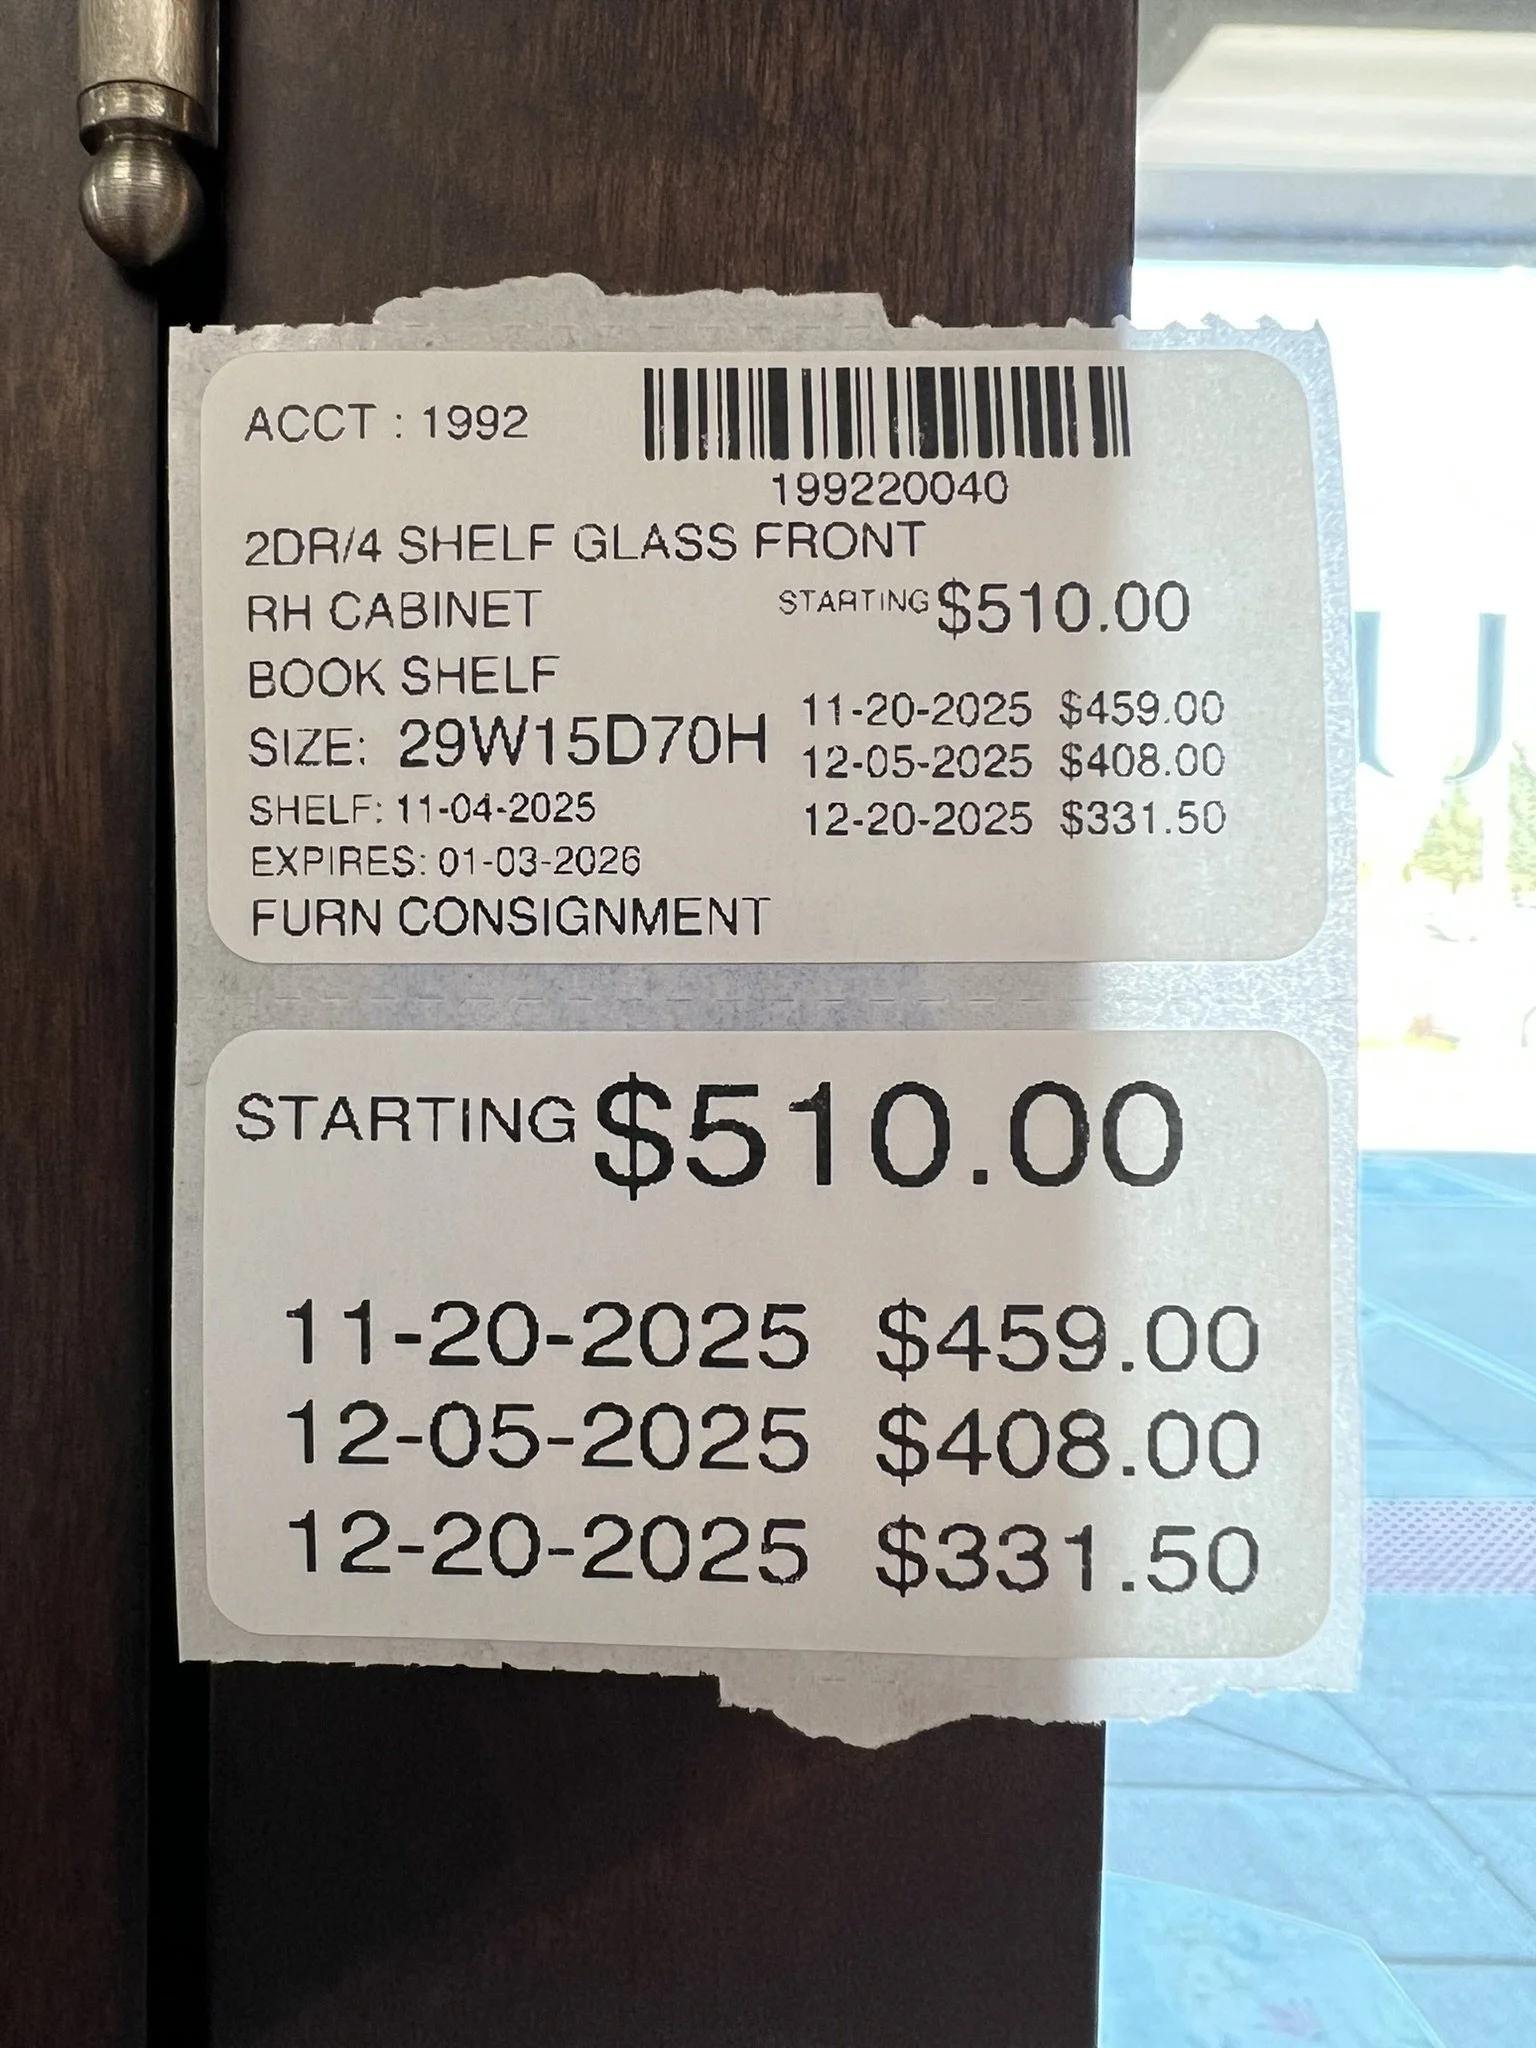 ACCT : 1992
199220040
2DR/4 SHELF GLASS FRONT
RH CABINET STARTING $510.00
BOOK SHELF
11-20-2025 $459.00
SIZE: 29W15D70H
12-05-2025 $408.00
SHELF: 11-04-2025
12-20-2025 $331.50
EXPIRES: 01-03-2026
FURN CONSIGNMENT
STARTING $510.00
11-20-2025 $459.00
12-05-2025 $408.00
12-20-2025 $331.50